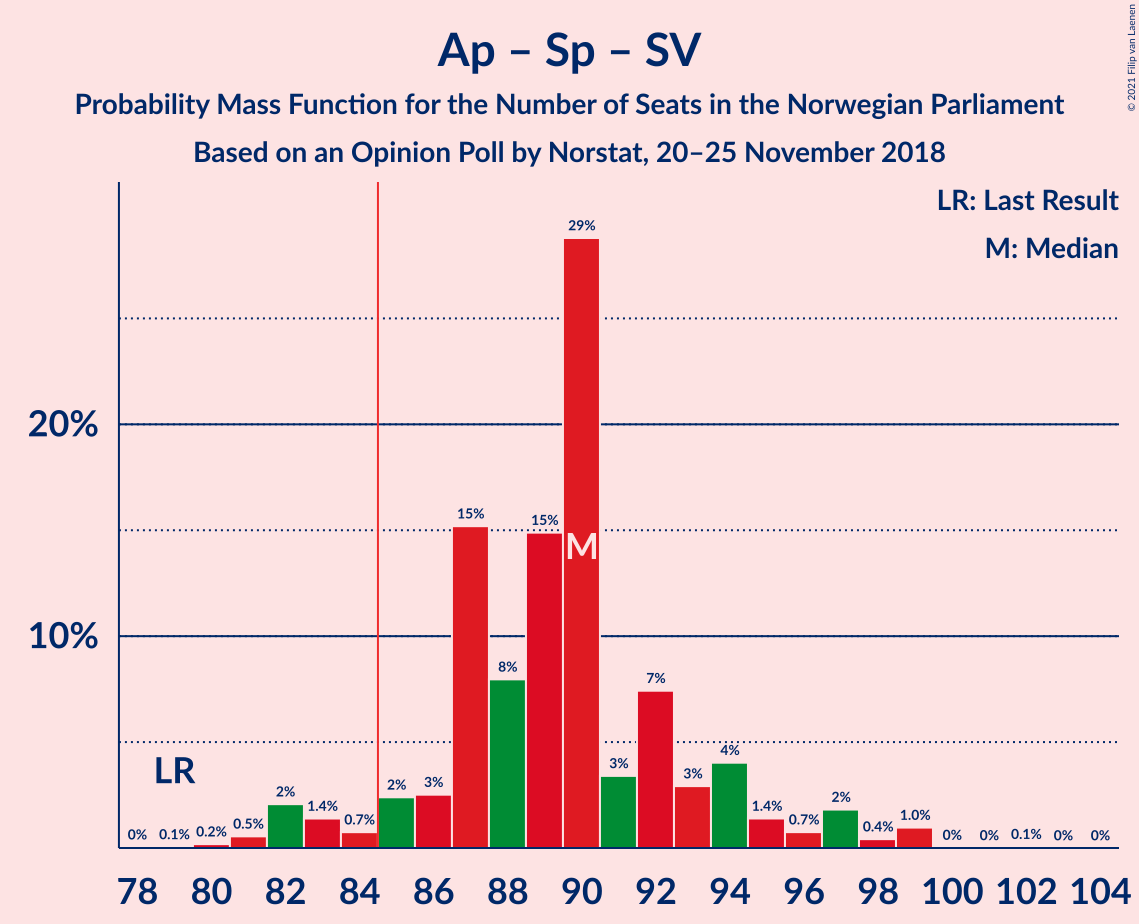 Ap – Sp – SV
Probability Mass Function for the Number of Seats in the Norwegian Parliament
Based on an Opinion Poll by Norstat, 20–25 November 2018
© 2021 Filip van Laenen
LR: Last Result
M: Median
20%
10%
0% 0.1% 0.2% 0.5% 2% 1.4% 0.7% 2% 3% 15% 8% 15% 29% 3% 7% 3% 4% 1.4% 0.7% 2% 0.4% 1.0% 0% 0% 0.1% 0% 0%
LR
M
78 80 82 84 86 88 90 92 94 96 98 100 102 104